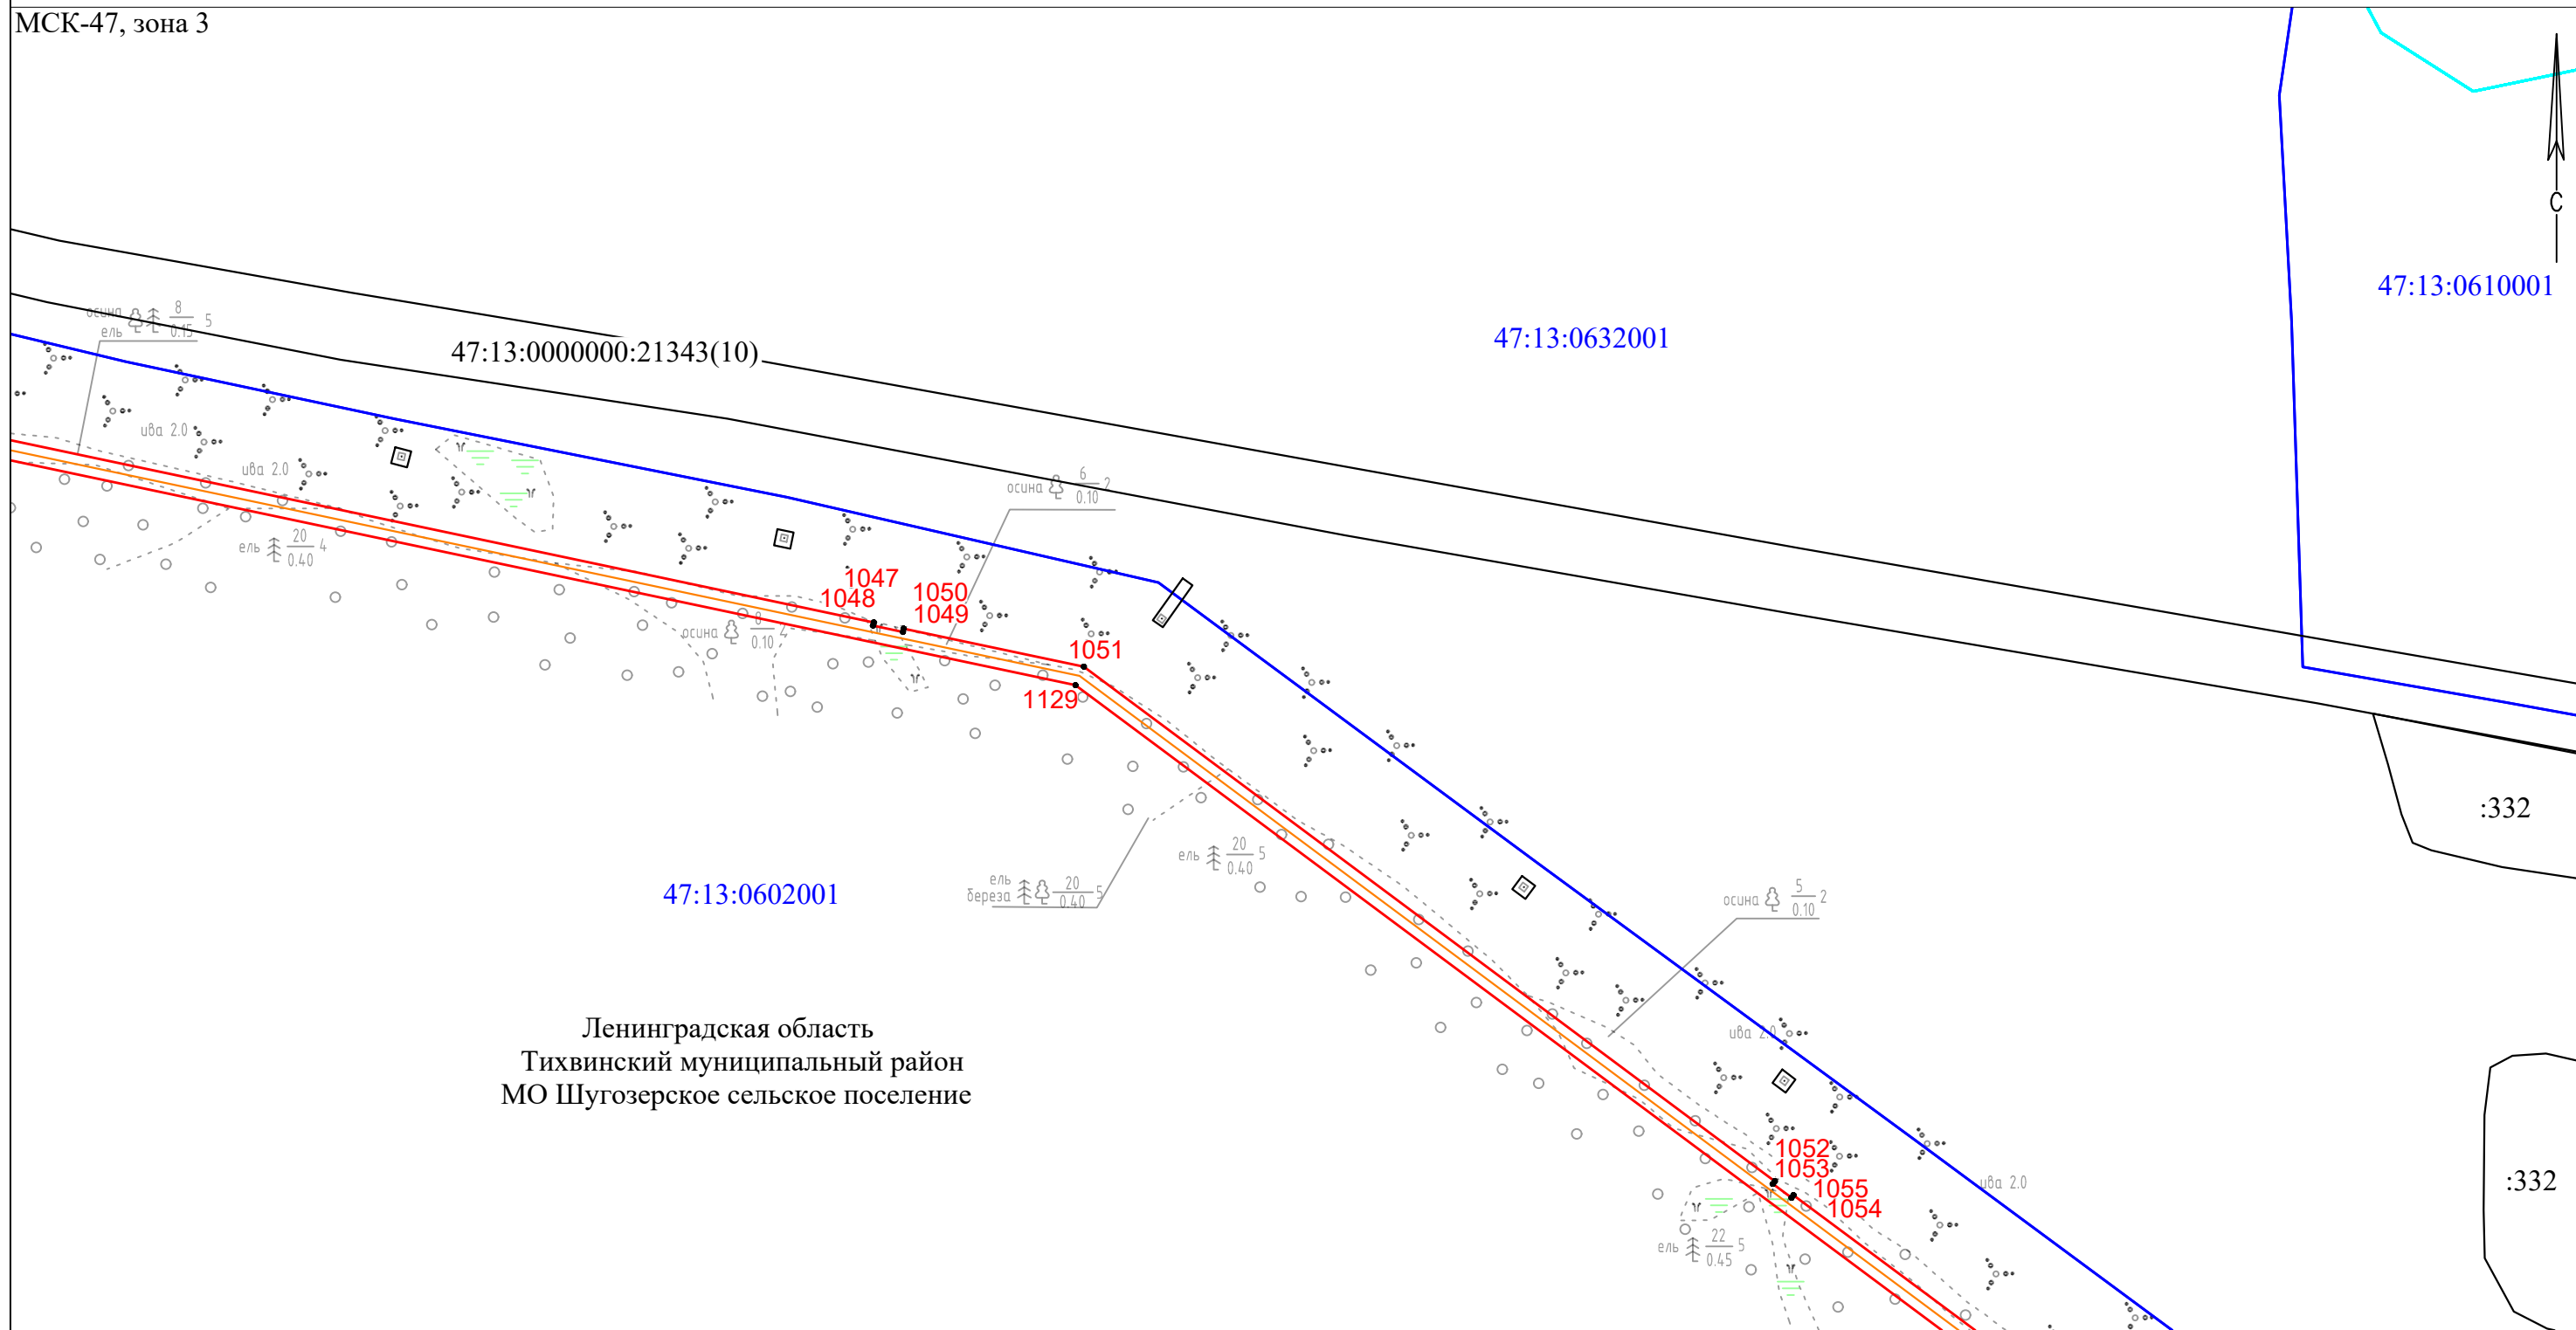 МСК-47, зона 3
С
47:13:0610001
осина 8 5
ель 0.15
47:13:0632001
47:13:0000000:21343(10)
ива 2.0
ива 2.0
осина 6 2
0.10
ель 20 4
0.40
1047
1048
1050
1049
осина 8 4
0.10
1051
1129
:332
ель 20 5
0.40
47:13:0602001
ель
береза 20 5
0.40
осина 5 2
0.10
ива 2.0
Ленинградская область
Тихвинский муниципальный район
МО Шугозерское сельское поселение
1052
1053
1055
1054
ива 2.0
:332
ель 22 5
0.45